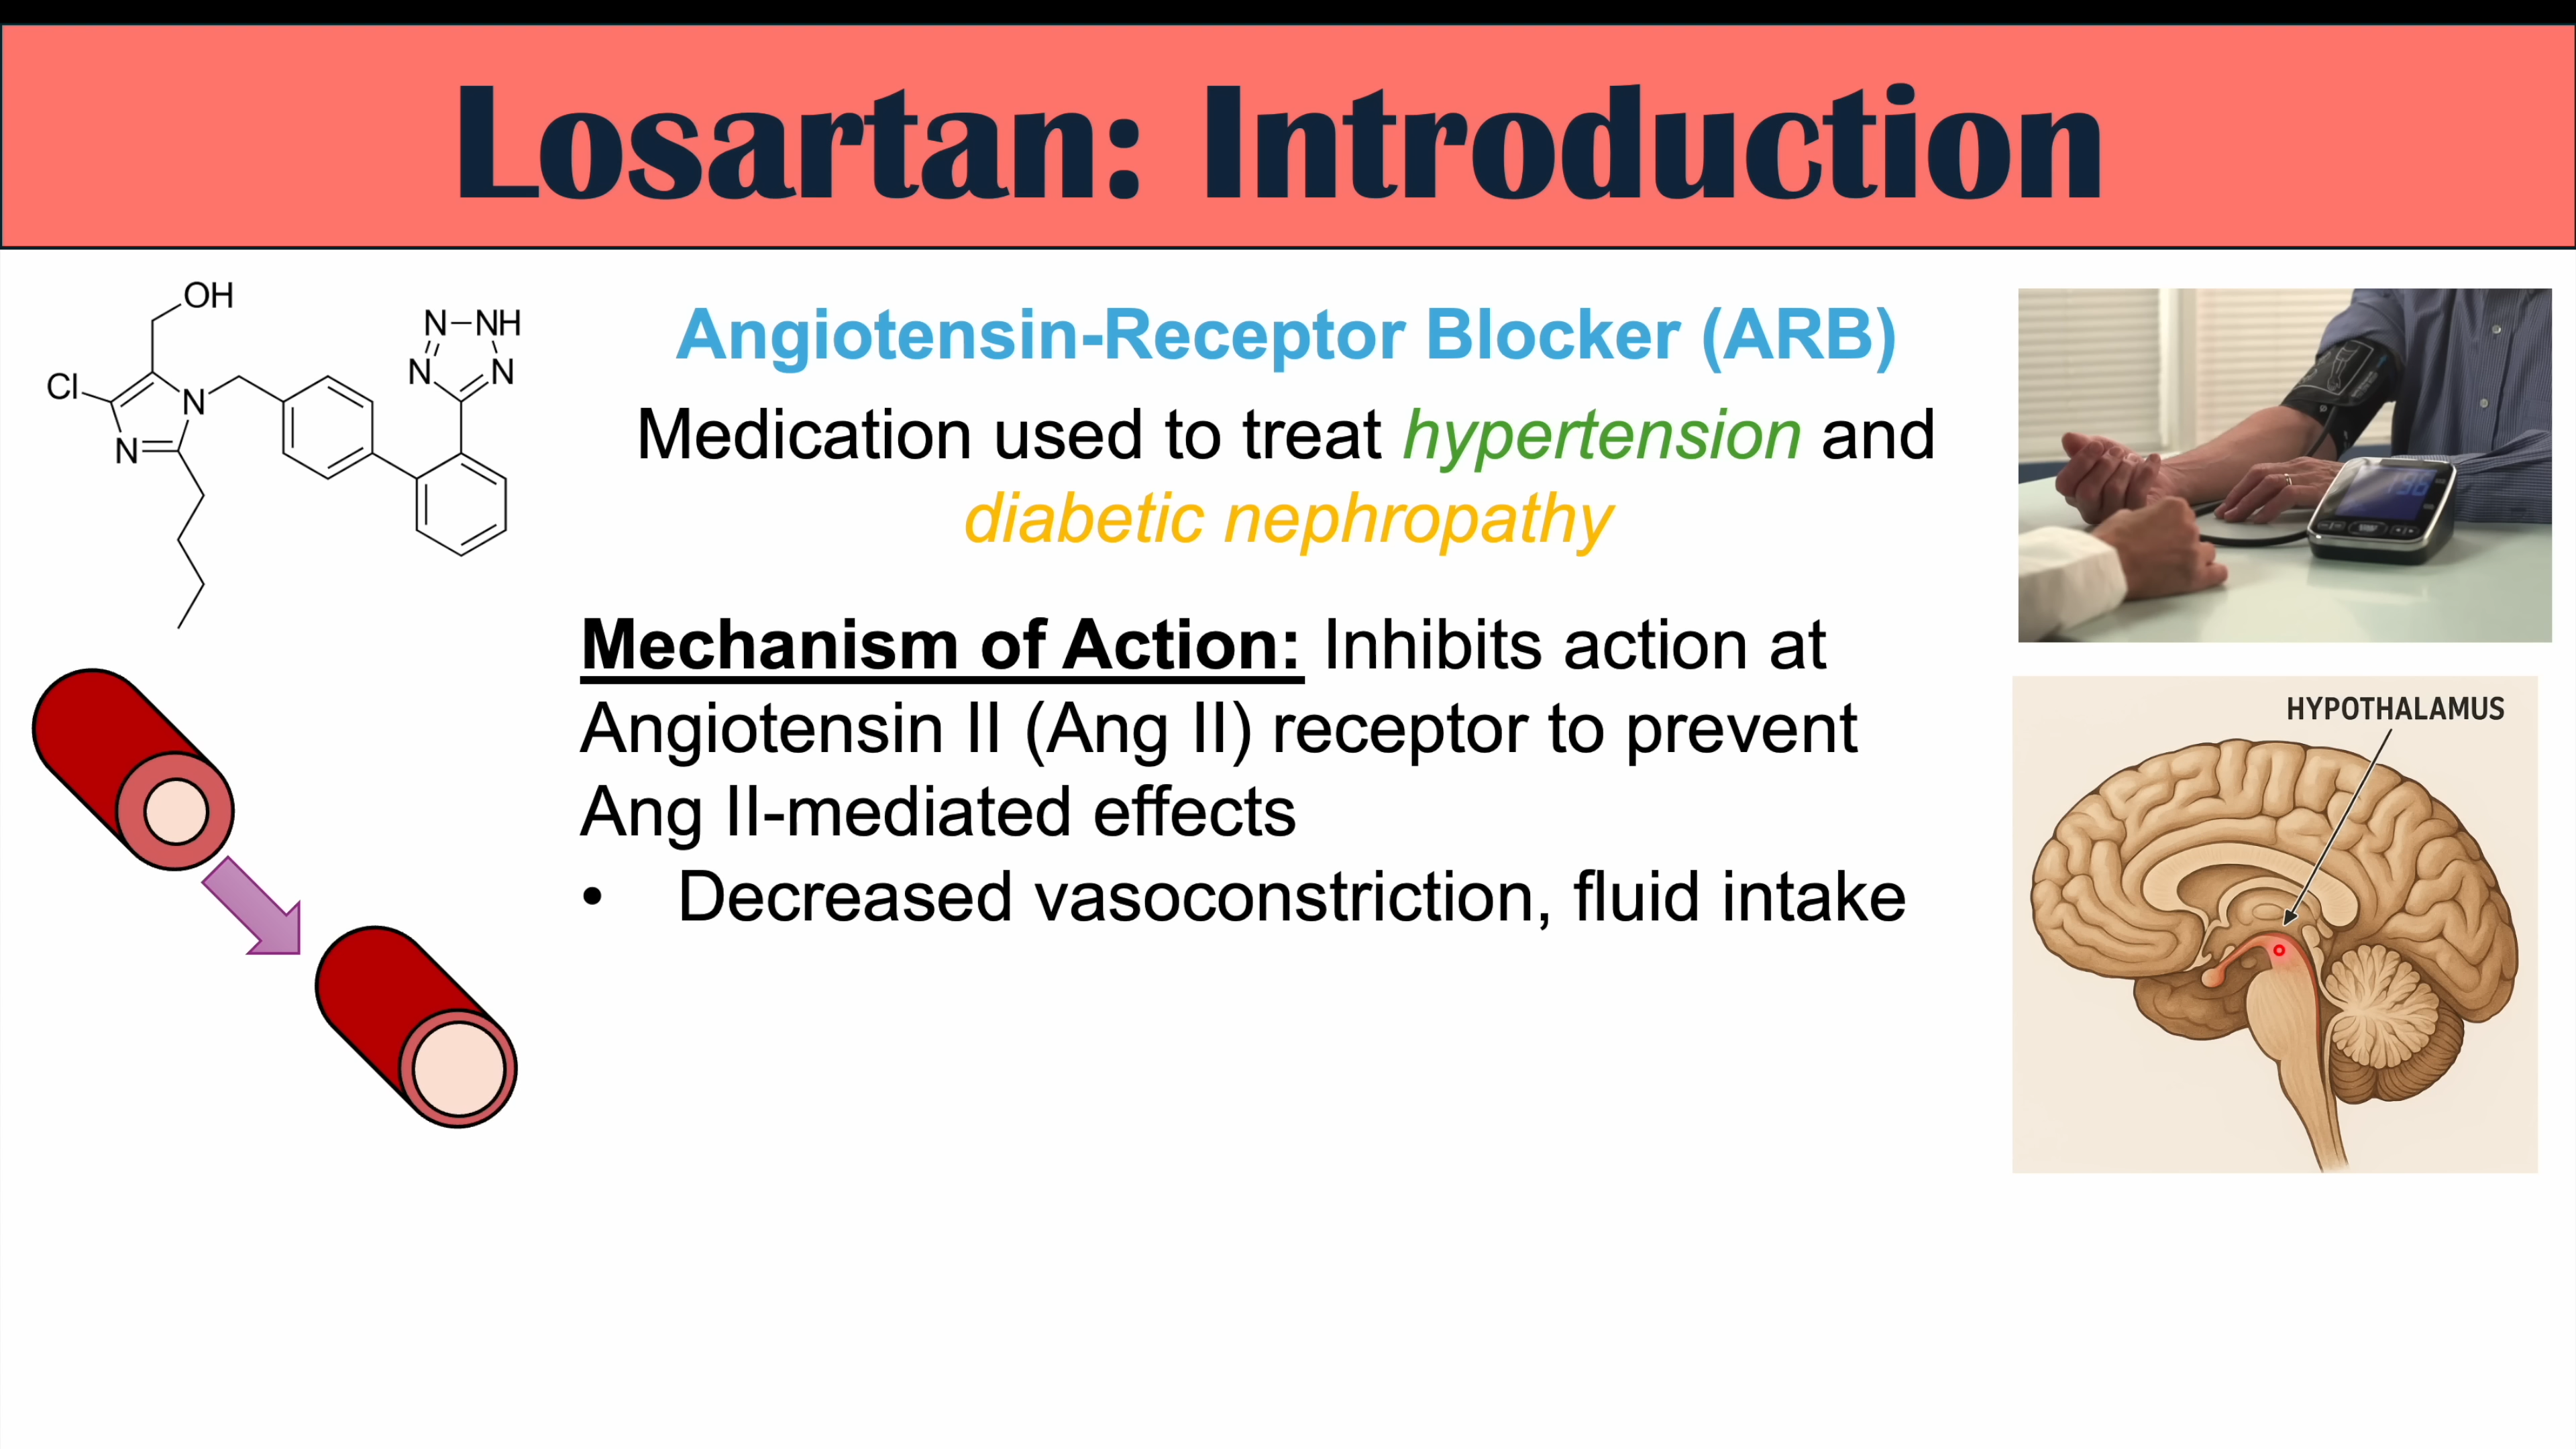 Losartan: Introduction
OH
N NH
Cl
N
N N
N
Angiotensin-Receptor Blocker (ARB)
Medication used to treat hypertension and
diabetic nephropathy
Mechanism of Action: Inhibits action at
Angiotensin II (Ang II) receptor to prevent
Ang II-mediated effects
• Decreased vasoconstriction, fluid intake
HYPOTHALAMUS